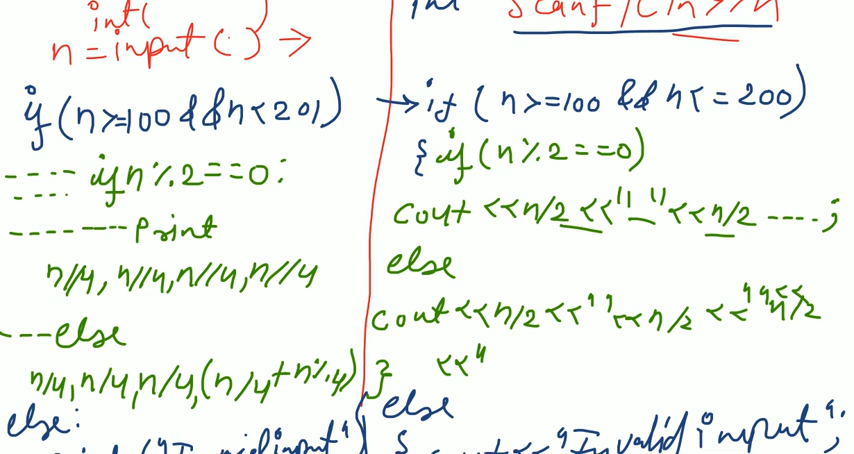 int( )
n = input ( ) →
if (n>=100 && n<201)
---- if n%2==0:
------- print
n//4, n//4, n//4, n//4
---else
n/4, n/4, n/4, (n/4+n%4)
else:
int scanf/cin>>n
→ if ( n>=100 && n<=200)
{ if (n%2==0)
cout <<n/2 <<" "<<n/2 ----;
else
cout <<n/2 <<" "<<n/2 <<" "<<n/2
<<"
}
else
{
cout<<"Invalid input";